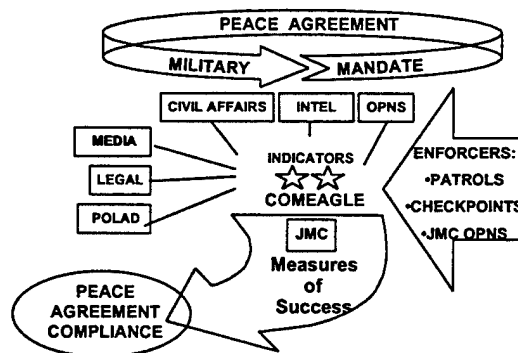 PEACE AGREEMENT
MILITARY MANDATE
CIVIL AFFAIRS INTEL OPNS
MEDIA
LEGAL
POLAD
INDICATORS
COMEAGLE
ENFORCERS:
•PATROLS
•CHECKPOINTS
•JMC OPNS
JMC
Measures
of
Success
PEACE
AGREEMENT
COMPLIANCE